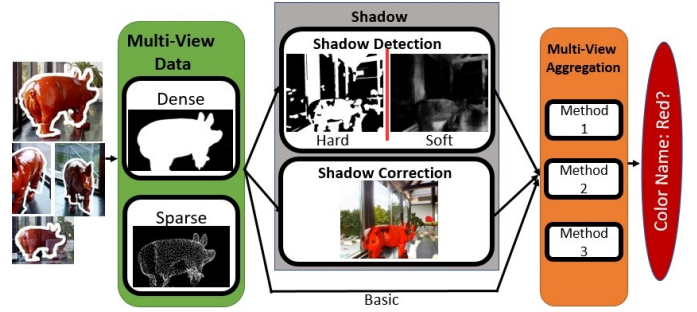 Multi-View
Data
Dense
Sparse
Shadow
Shadow Detection
Hard
Soft
Shadow Correction
Basic
Multi-View
Aggregation
Method
1
Method
2
Method
3
Color Name: Red?